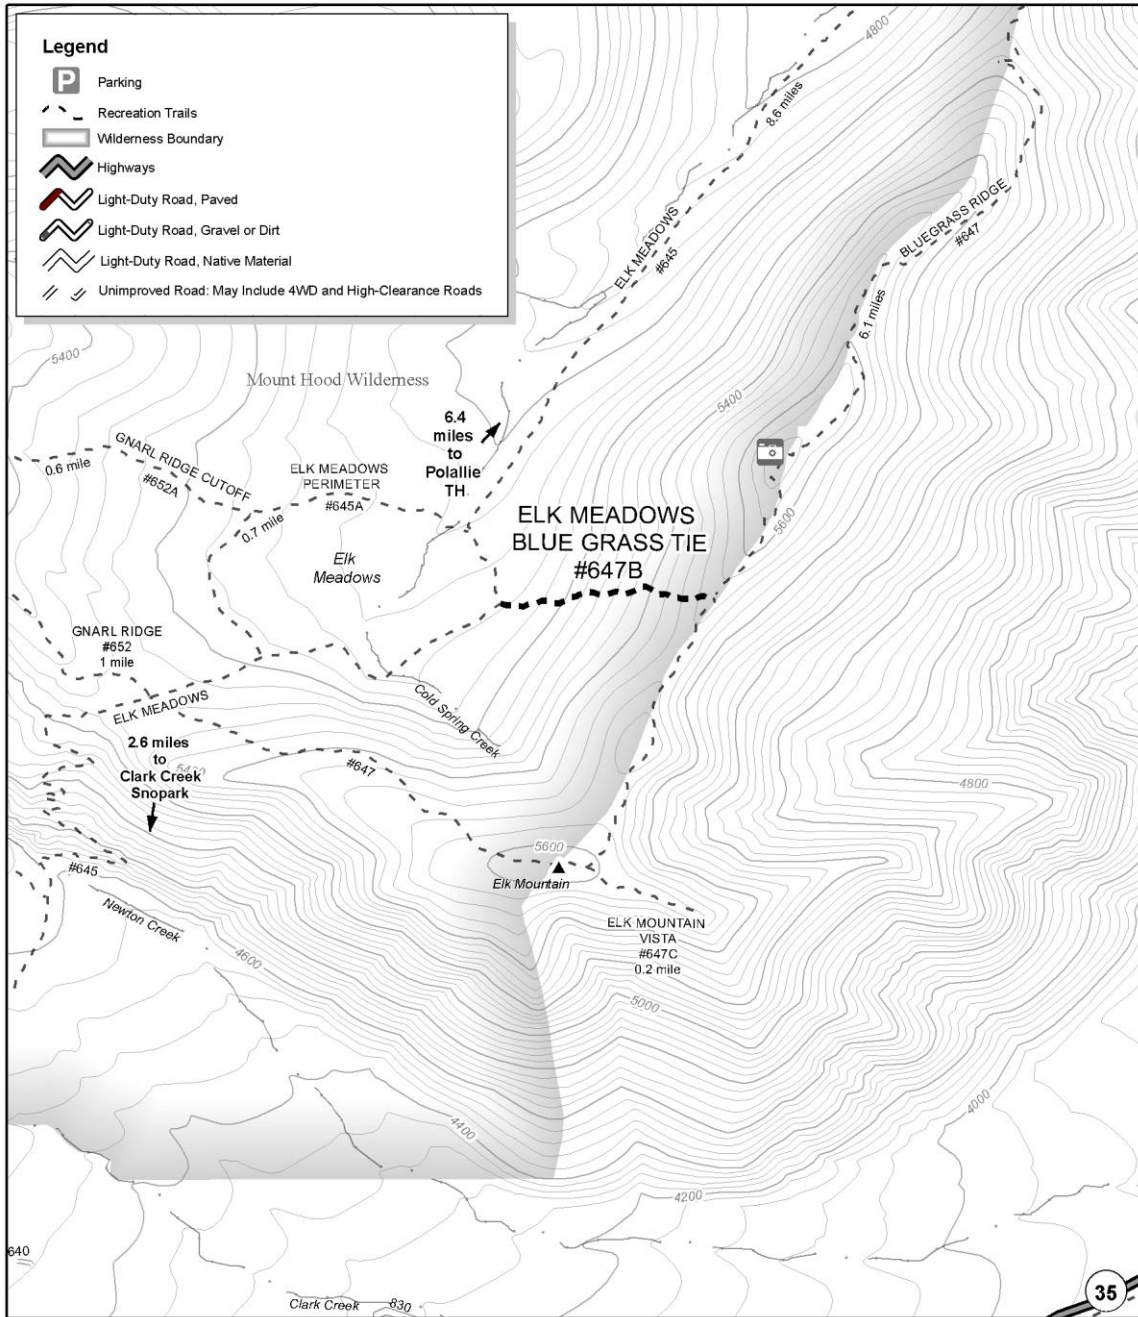 Legend
P
Parking
Recreation Trails
Wilderness Boundary
Highways
Light-Duty Road, Paved
Light-Duty Road, Gravel or Dirt
Light-Duty Road, Native Material
Unimproved Road: May Include 4WD and High-Clearance Roads
4800
8.6 miles
ELK MEADOWS
#645
BLUEGRASS RIDGE
#647
6.1 miles
5400
Mount Hood Wilderness
5400
6.4
miles
to
Polallie
TH
GNARL RIDGE CUTOFF
#652A
0.6 mile
ELK MEADOWS
PERIMETER
#645A
0.7 mile
Elk
Meadows
5600
ELK MEADOWS
BLUE GRASS TIE
#647B
GNARL RIDGE
#652
1 mile
ELK MEADOWS
Cold Spring Creek
2.6 miles
to
Clark Creek
Snopark
#647
4800
5600
Elk Mountain
#645
Newton Creek
ELK MOUNTAIN
VISTA
#647C
0.2 mile
4600
5000
4400
4000
4200
640
Clark Creek
830
35